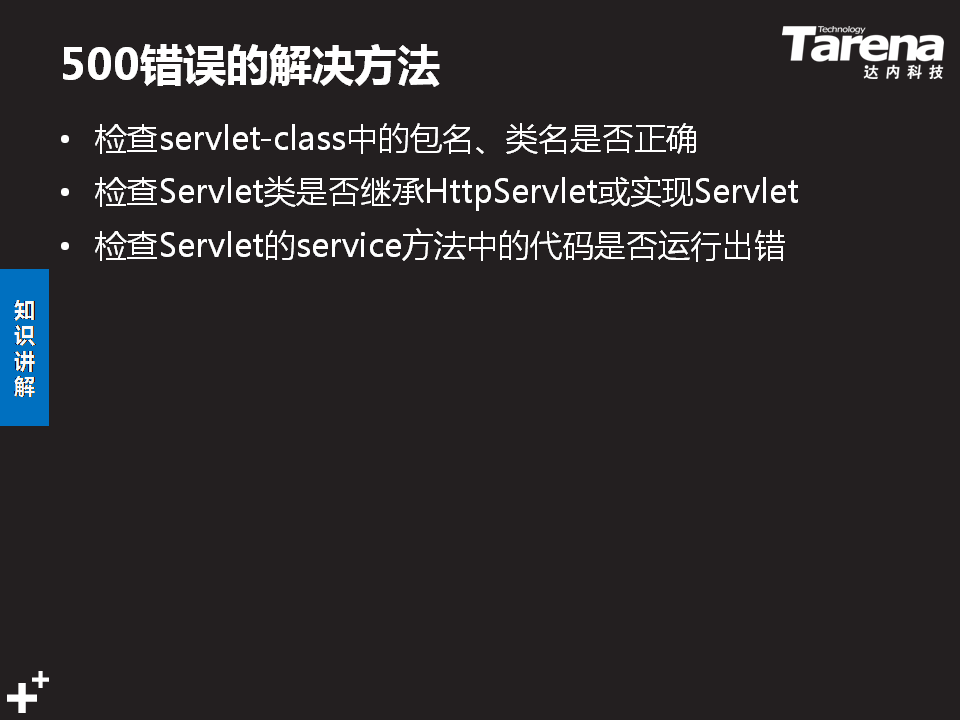 500错误的解决方法
Technology
Tarena
达内科技
• 检查servlet-class中的包名、类名是否正确
• 检查Servlet类是否继承HttpServlet或实现Servlet
• 检查Servlet的service方法中的代码是否运行出错
知
识
讲
解